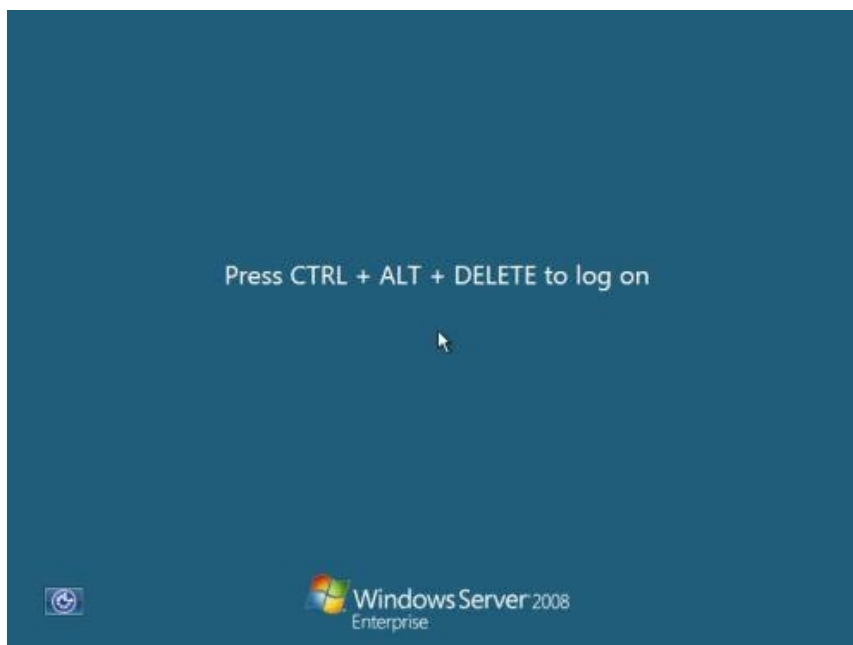 Press CTRL + ALT + DELETE to log on
Windows Server 2008
Enterprise